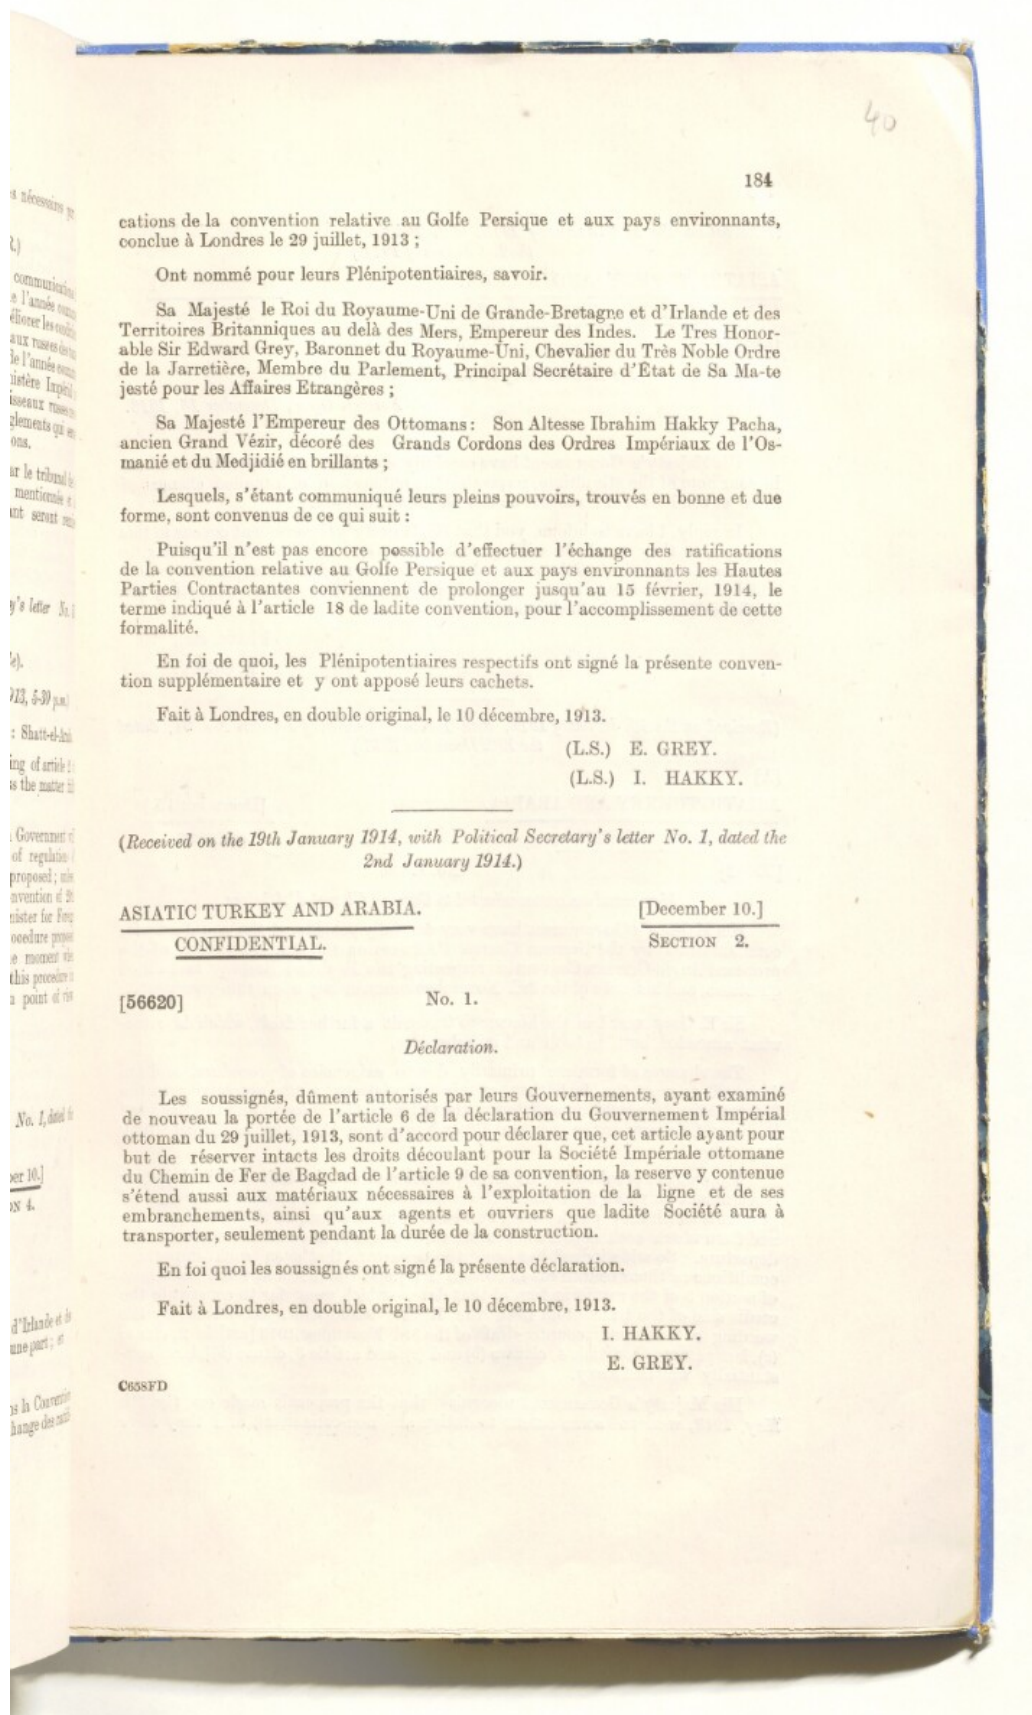 40
184
cations de la convention relative au Golfe Persique et aux pays environnants,
conclue à Londres le 29 juillet, 1913 ;
Ont nommé pour leurs Plénipotentiaires, savoir.
Sa Majesté le Roi du Royaume-Uni de Grande-Bretagne et d'Irlande et des
Territoires Britanniques au delà des Mers, Empereur des Indes. Le Tres Honor-
able Sir Edward Grey, Baronnet du Royaume-Uni, Chevalier du Très Noble Ordre
de la Jarretière, Membre du Parlement, Principal Secrétaire d'État de Sa Ma-te
jesté pour les Affaires Etrangères ;
Sa Majesté l'Empereur des Ottomans : Son Altesse Ibrahim Hakky Pacha,
ancien Grand Vézir, décoré des Grands Cordons des Ordres Impériaux de l'Os-
manié et du Medjidié en brillants ;
Lesquels, s'étant communiqué leurs pleins pouvoirs, trouvés en bonne et due
forme, sont convenus de ce qui suit :
Puisqu'il n'est pas encore possible d'effectuer l'échange des ratifications
de la convention relative au Golfe Persique et aux pays environnants les Hautes
Parties Contractantes conviennent de prolonger jusqu'au 15 février, 1914, le
terme indiqué à l'article 18 de ladite convention, pour l'accomplissement de cette
formalité.
En foi de quoi, les Plénipotentiaires respectifs ont signé la présente conven-
tion supplémentaire et y ont apposé leurs cachets.
Fait à Londres, en double original, le 10 décembre, 1913.
(L.S.) E. GREY.
(L.S.) I. HAKKY.
(Received on the 19th January 1914, with Political Secretary's letter No. 1, dated the
2nd January 1914.)
ASIATIC TURKEY AND ARABIA. [December 10.]
CONFIDENTIAL. SECTION 2.
[56620] No. 1.
Déclaration.
Les soussignés, dûment autorisés par leurs Gouvernements, ayant examiné
de nouveau la portée de l'article 6 de la déclaration du Gouvernement Impérial
ottoman du 29 juillet, 1913, sont d'accord pour déclarer que, cet article ayant pour
but de réserver intacts les droits découlant pour la Société Impériale ottomane
du Chemin de Fer de Bagdad de l'article 9 de sa convention, la reserve y contenue
s'étend aussi aux matériaux nécessaires à l'exploitation de la ligne et de ses
embranchements, ainsi qu'aux agents et ouvriers que ladite Société aura à
transporter, seulement pendant la durée de la construction.
En foi quoi les soussignés ont signé la présente déclaration.
Fait à Londres, en double original, le 10 décembre, 1913.
I. HAKKY.
E. GREY.
C658FD